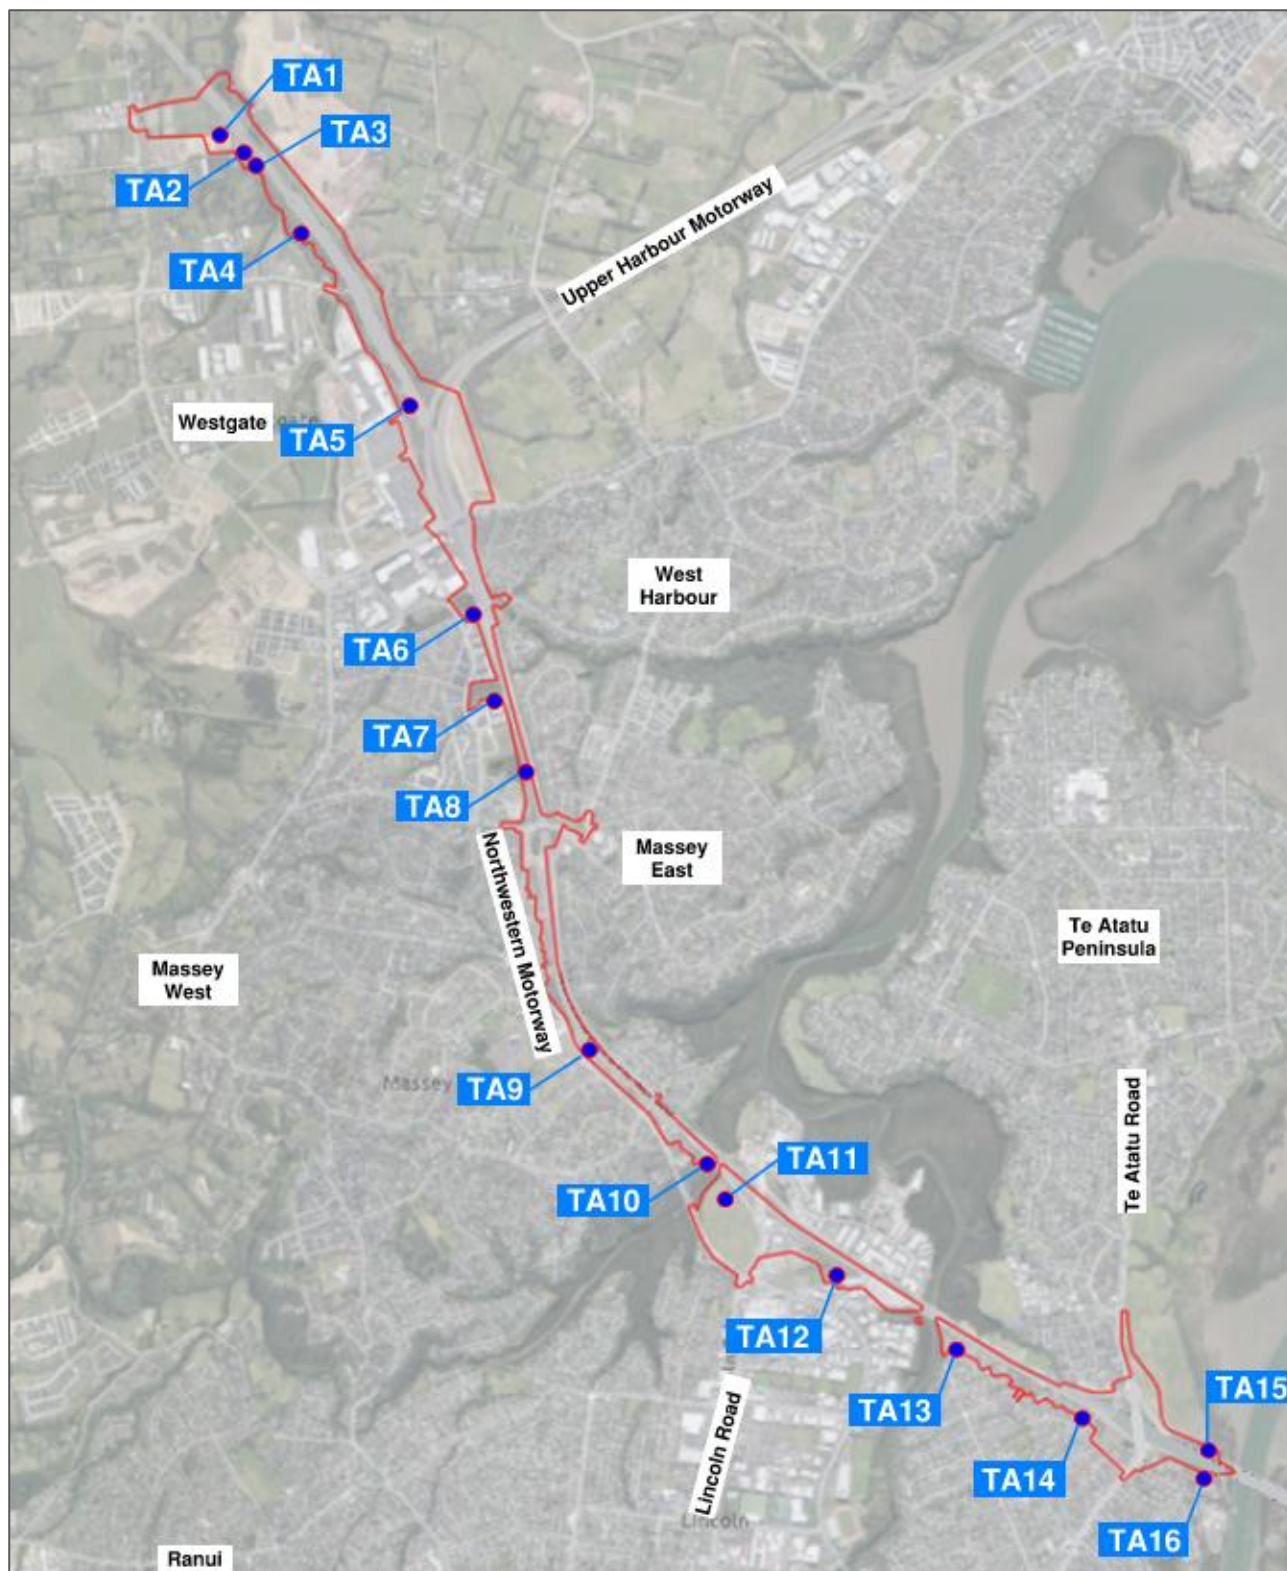 TA1
TA3
TA2
TA4
Upper Harbour Motorway
Westgate
TA5
West
Harbour
TA6
TA7
TA8
Northwestern Motorway
Massey
East
Te Atatu
Peninsula
Massey
West
Massey
TA9
TA11
TA10
Te Atatu Road
TA12
TA13
TA15
Lincoln Road
TA14
Lincoln
TA16
Ranui